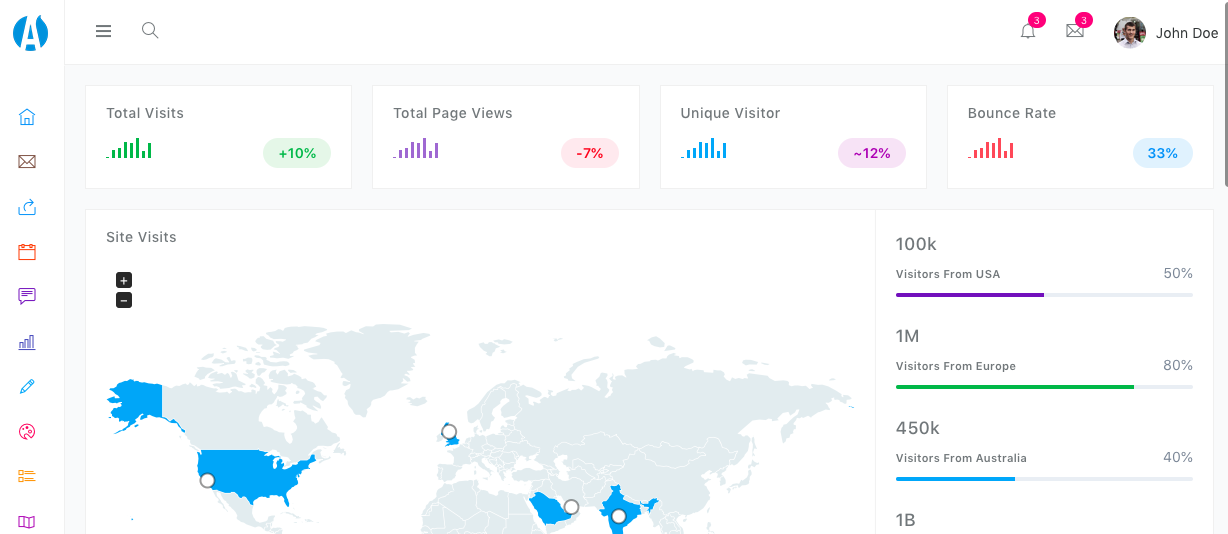 3
3
John Doe
Total Visits
+10%
Total Page Views
-7%
Unique Visitor
~12%
Bounce Rate
33%
Site Visits
+
−
100k
Visitors From USA
50%
1M
Visitors From Europe
80%
450k
Visitors From Australia
40%
1B